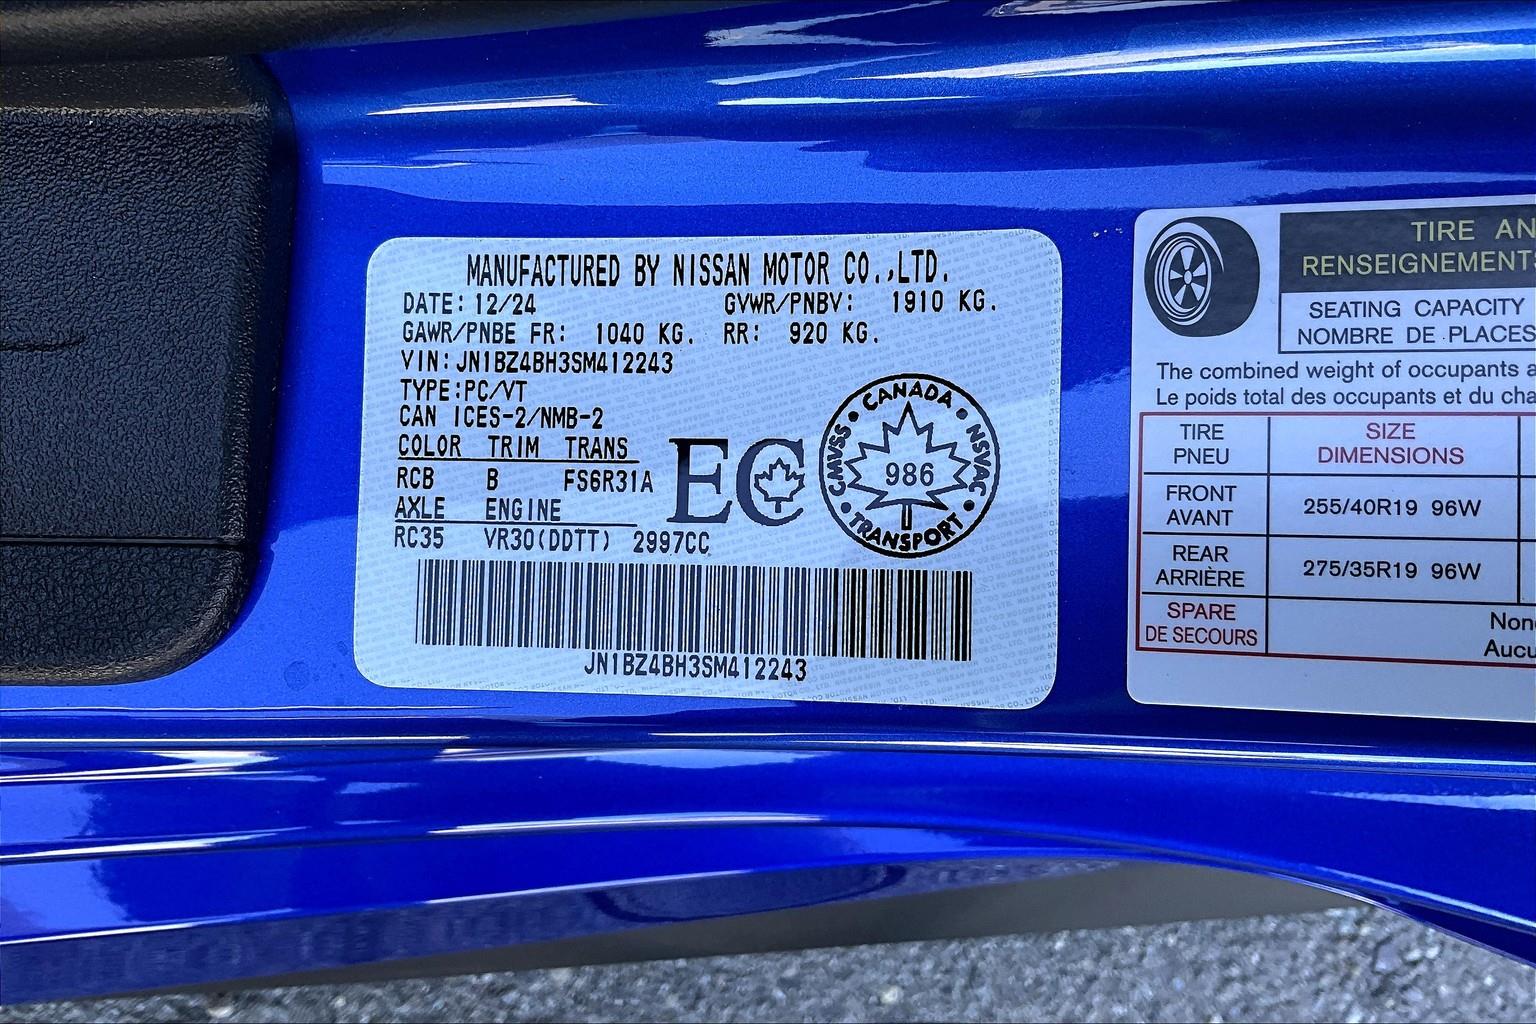 MANUFACTURED BY NISSAN MOTOR CO.,LTD.
DATE: 12/24 GVWR/PNBV: 1910 KG.
GAWR/PNBE FR: 1040 KG. RR: 920 KG.
VIN: JN1BZ4BH3SM412243
TYPE:PC/VT
CAN ICES-2/NMB-2
COLOR TRIM TRANS
RCB B FS6R31A
AXLE ENGINE
RC35 VR30(DDTT) 2997CC
EC
CANADA
CMVSS 986 NSVAC
TRANSPORT
JN1BZ4BH3SM412243
TIRE
RENSEIGNEMENTS
SEATING CAPACITY
NOMBRE DE PLACES
The combined weight of occupants
Le poids total des occupants et du
TIRE
PNEU
SIZE
DIMENSIONS
FRONT
AVANT
255/40R19 96W
REAR
ARRIÈRE
275/35R19 96W
SPARE
DE SECOURS